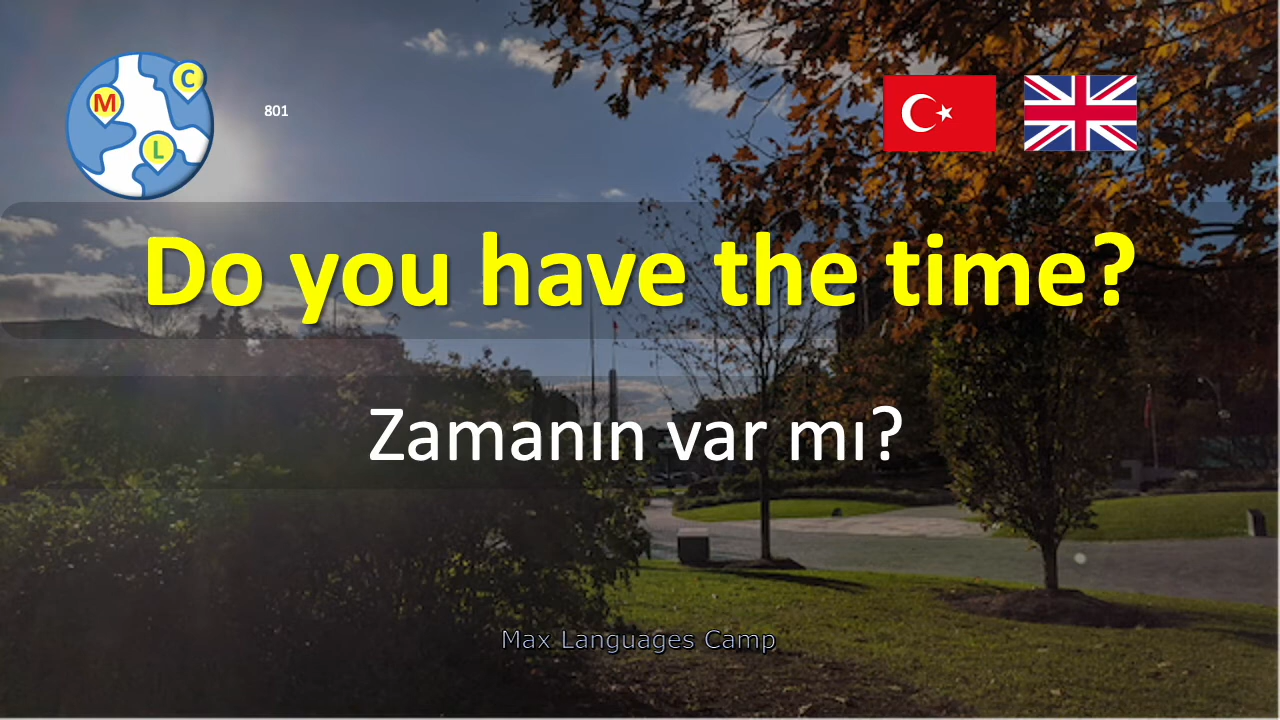 C
M
L
801
Do you have the time?
Zamanın var mı?
Max Languages Camp